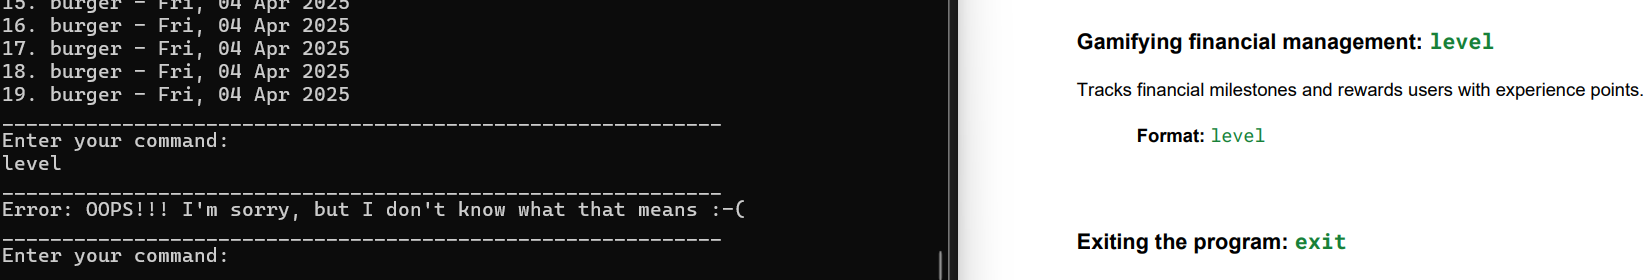 15. burger - Fri, 04 Apr 2025
16. burger - Fri, 04 Apr 2025
17. burger - Fri, 04 Apr 2025
18. burger - Fri, 04 Apr 2025
19. burger - Fri, 04 Apr 2025
____________________________________________________________
Enter your command:
level
____________________________________________________________
Error: OOPS!!! I'm sorry, but I don't know what that means :-(
____________________________________________________________
Enter your command:
Gamifying financial management: level
Tracks financial milestones and rewards users with experience points.
Format: level
Exiting the program: exit